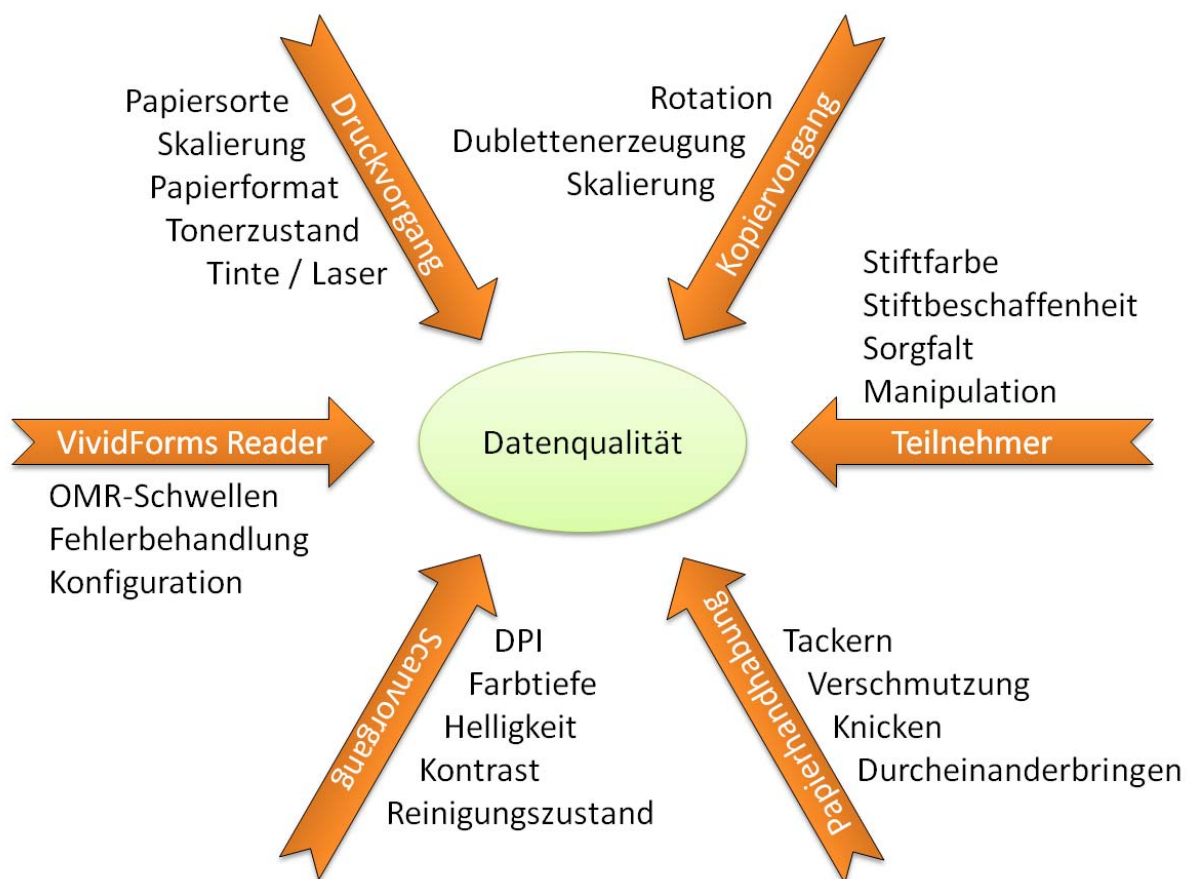 Druckvorgang
Papiersorte
Skalierung
Papierformat
Tonerzustand
Tinte / Laser
Kopiervorgang
Rotation
Dublettenerzeugung
Skalierung
Stiftfarbe
Stiftbeschaffenheit
Sorgfalt
Manipulation
Teilnehmer
VividForms Reader
OMR-Schwellen
Fehlerbehandlung
Konfiguration
Datenqualität
Scanvorgang
DPI
Farbtiefe
Helligkeit
Kontrast
Reinigungszustand
Papierhandhabung
Tackern
Verschmutzung
Knicken
Durcheinanderbringen